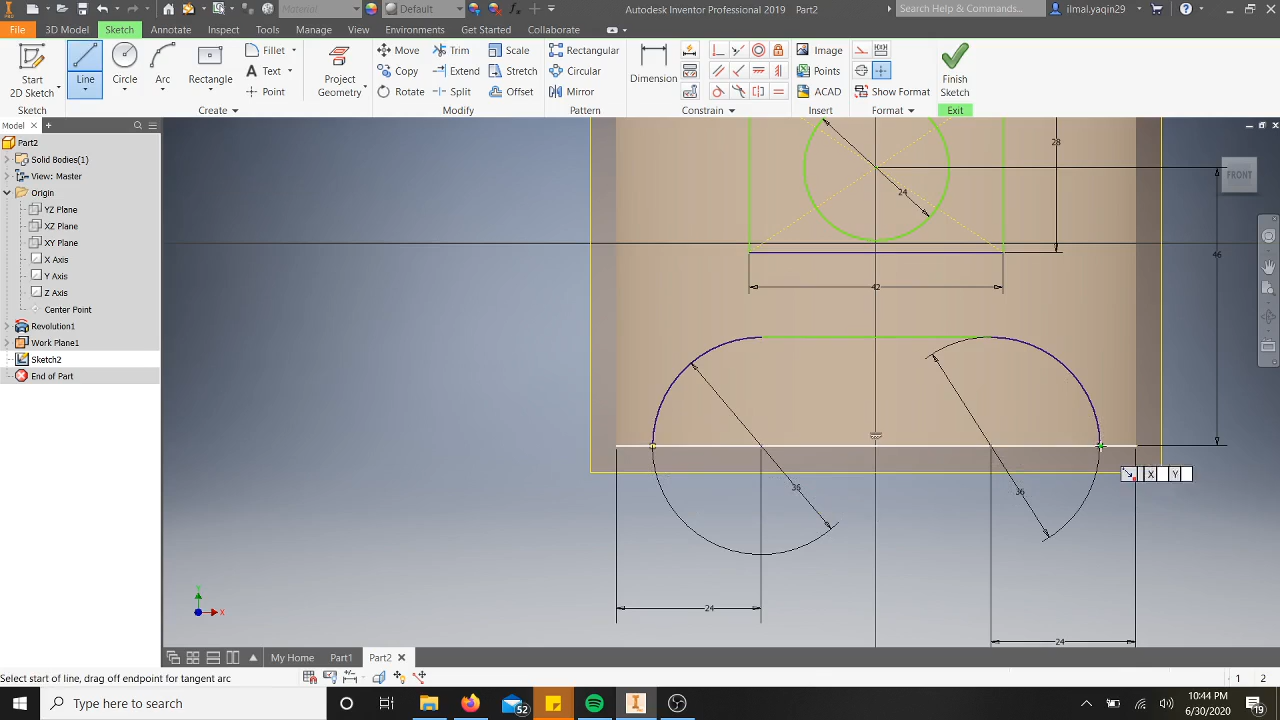 Material
Default
Autodesk Inventor Professional 2019 Part2
Search Help & Commands...
ilmal.yaqin29
File
3D Model
Sketch
Annotate
Inspect
Tools
Manage
View
Environments
Get Started
Collaborate
Start
2D Sketch
Line
Circle
Arc
Rectangle
Fillet
Text
Point
Project
Geometry
Move
Copy
Rotate
Trim
Extend
Split
Scale
Stretch
Offset
Rectangular
Circular
Mirror
Dimension
Image
Points
ACAD
Show Format
Finish
Sketch
Sketch
Create
Modify
Pattern
Constrain
Insert
Format
Exit
Model
Part2
Solid Bodies(1)
View: Master
Origin
YZ Plane
XZ Plane
XY Plane
X Axis
Y Axis
Z Axis
Center Point
Revolution1
Work Plane1
Sketch2
End of Part
28
FRONT
24
46
42
36
36
X
Y
24
24
Y
X
My Home
Part1
Part2
Select start of line, drag off endpoint for tangent arc
1
2
Type here to search
52
10:44 PM
6/30/2020
19